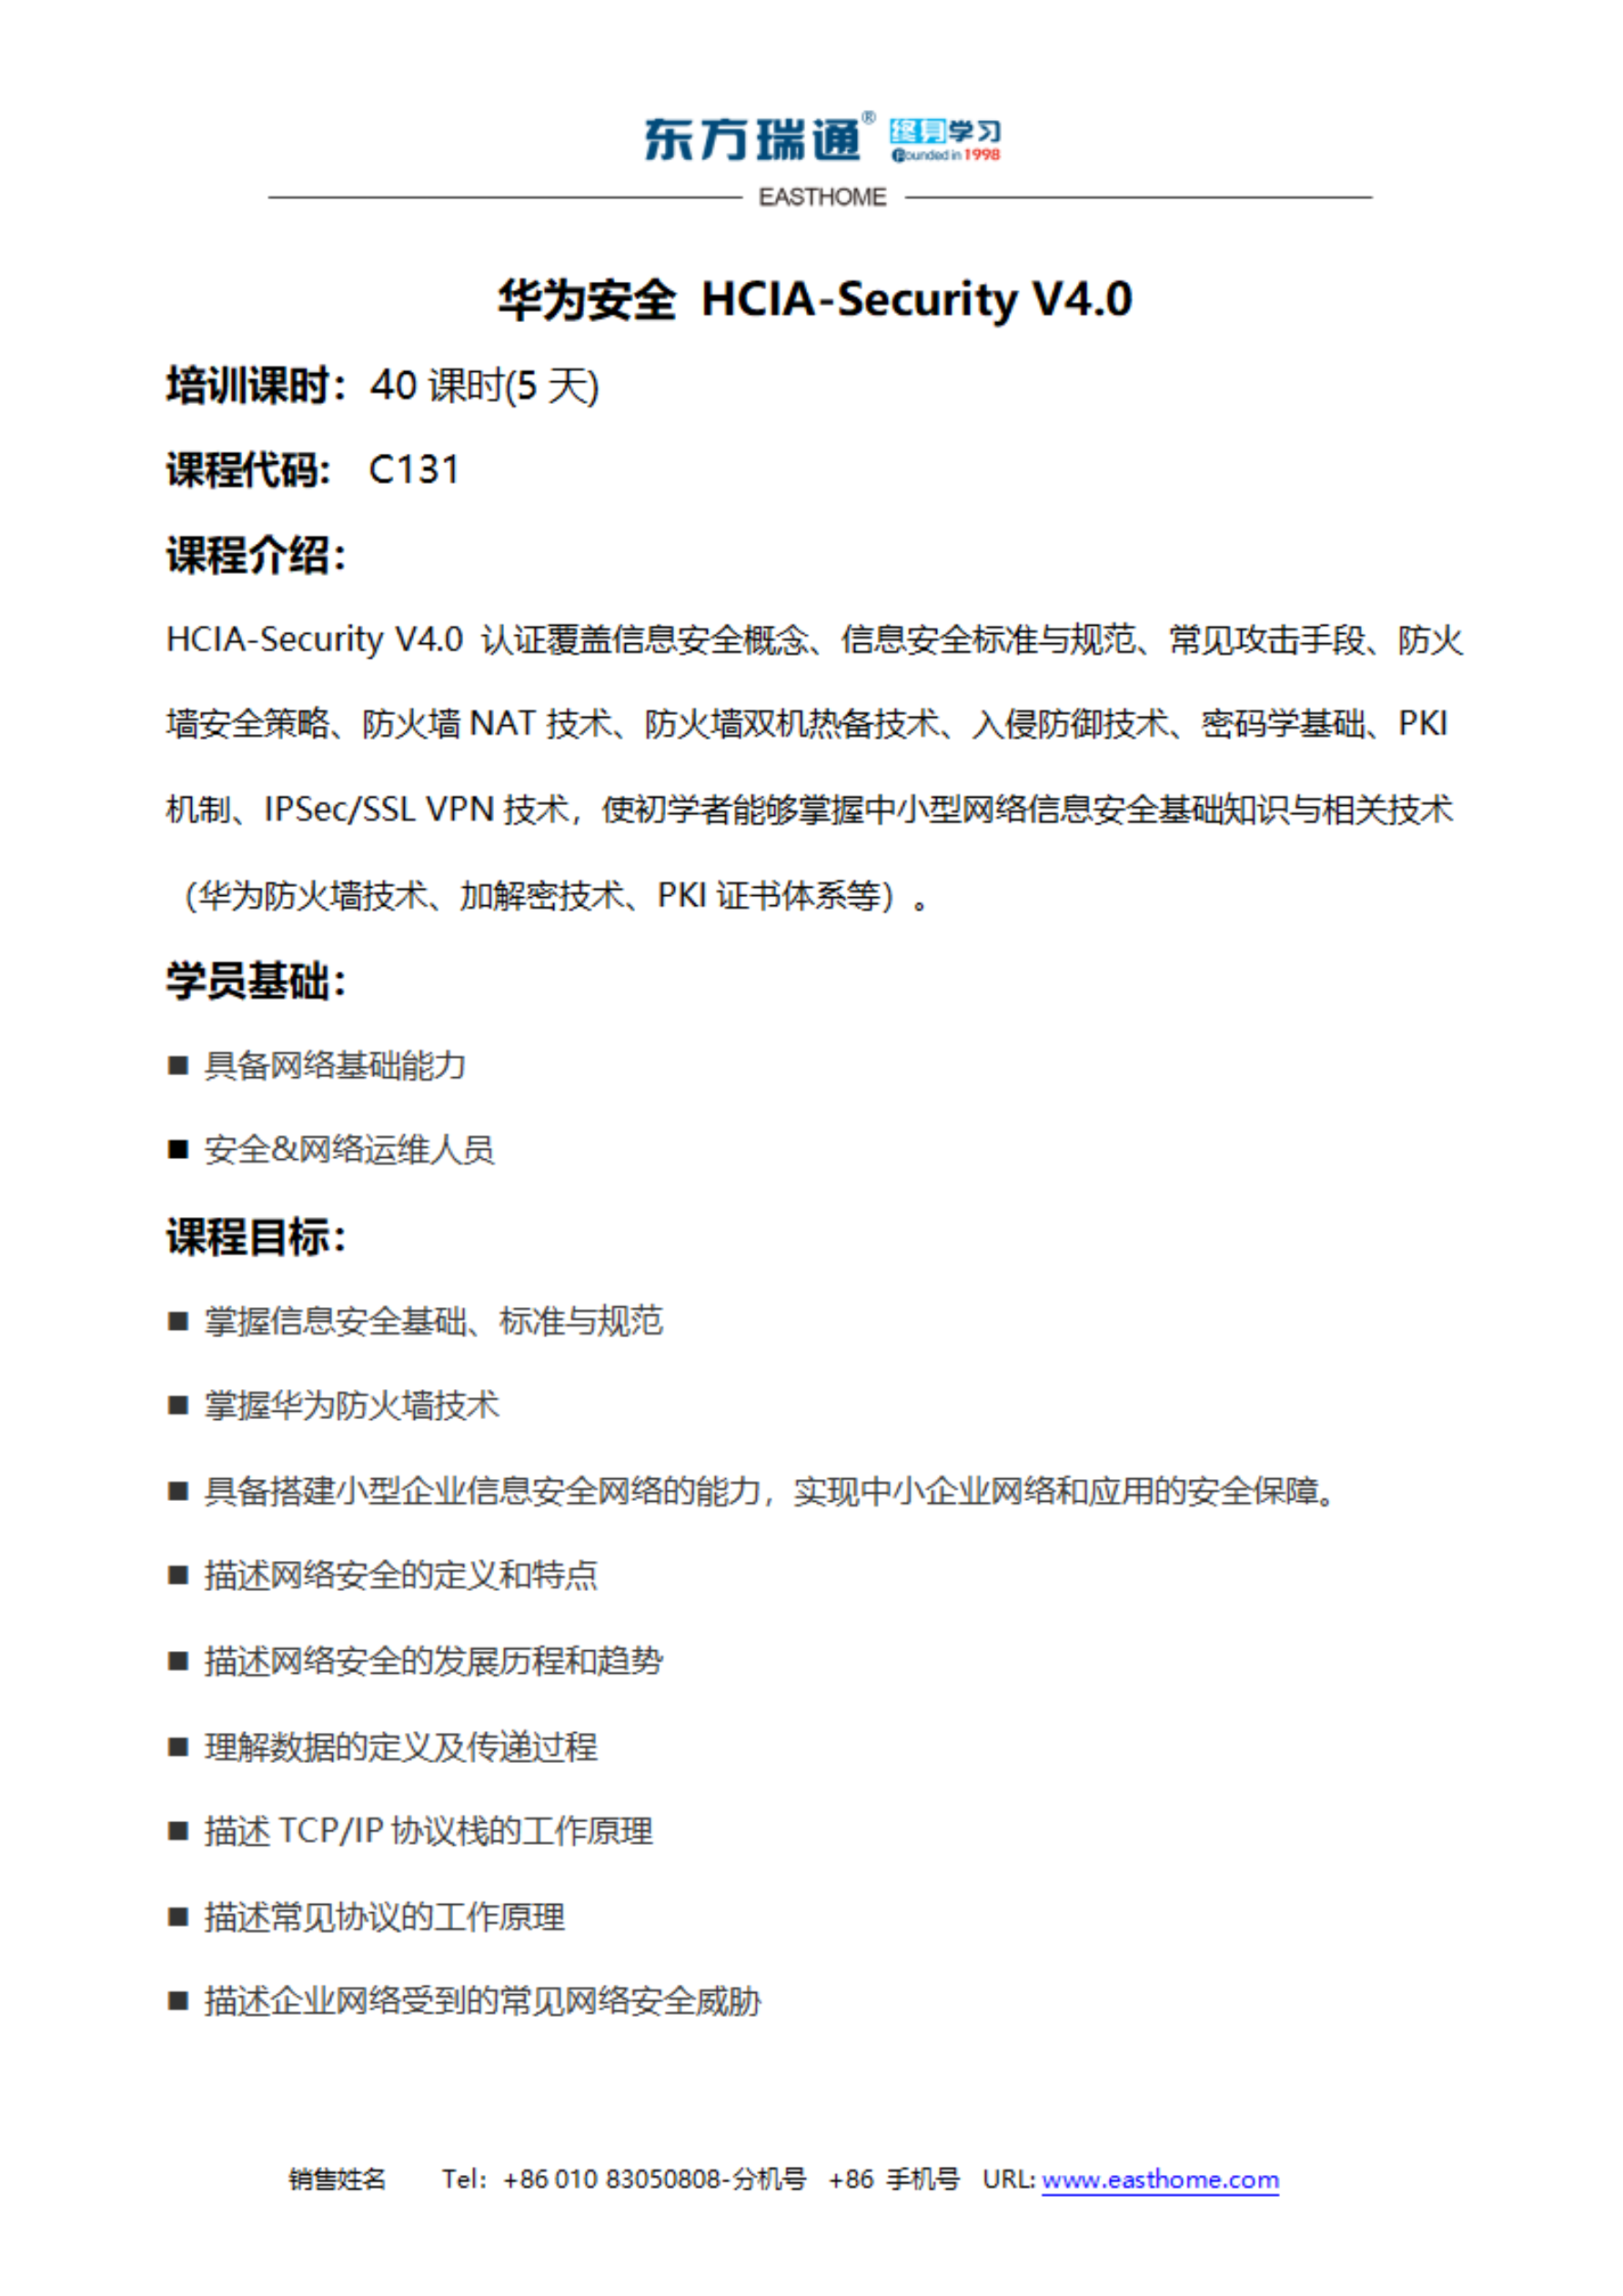 东方瑞通® 终身学习
Founded in 1998
EASTHOME
华为安全 HCIA-Security V4.0
培训课时：40 课时(5 天)
课程代码： C131
课程介绍：
HCIA-Security V4.0 认证覆盖信息安全概念、信息安全标准与规范、常见攻击手段、防火
墙安全策略、防火墙 NAT 技术、防火墙双机热备技术、入侵防御技术、密码学基础、PKI
机制、IPSec/SSL VPN 技术，使初学者能够掌握中小型网络信息安全基础知识与相关技术
（华为防火墙技术、加解密技术、PKI 证书体系等）。
学员基础：
■ 具备网络基础能力
■ 安全&网络运维人员
课程目标：
■ 掌握信息安全基础、标准与规范
■ 掌握华为防火墙技术
■ 具备搭建小型企业信息安全网络的能力，实现中小企业网络和应用的安全保障。
■ 描述网络安全的定义和特点
■ 描述网络安全的发展历程和趋势
■ 理解数据的定义及传递过程
■ 描述 TCP/IP 协议栈的工作原理
■ 描述常见协议的工作原理
■ 描述企业网络受到的常见网络安全威胁
销售姓名 Tel：+86 010 83050808-分机号 +86 手机号 URL: www.easthome.com